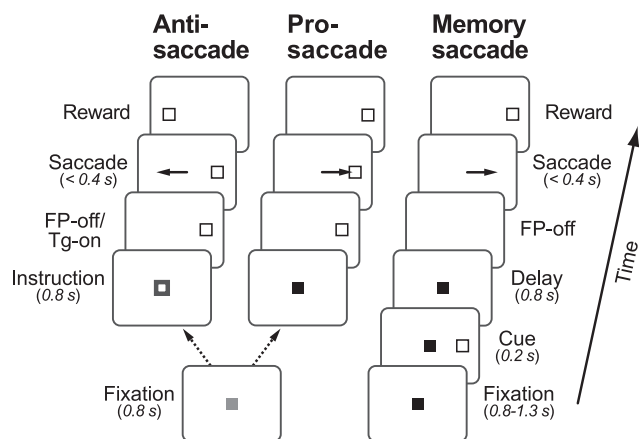 Anti-
saccade
Pro-
saccade
Memory
saccade
Reward
Reward
Saccade
(< 0.4 s)
Saccade
(< 0.4 s)
FP-off/
Tg-on
FP-off
Instruction
(0.8 s)
Delay
(0.8 s)
Cue
(0.2 s)
Fixation
(0.8 s)
Fixation
(0.8-1.3 s)
Time